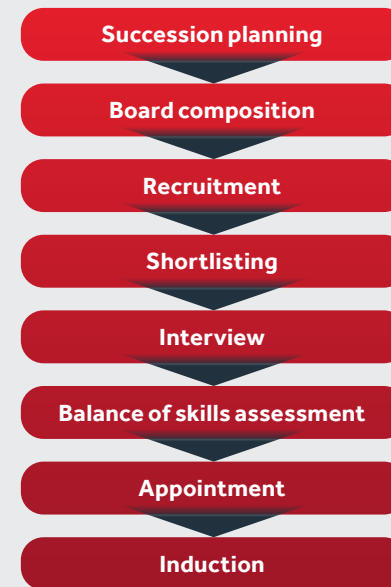 Succession planning
Board composition
Recruitment
Shortlisting
Interview
Balance of skills assessment
Appointment
Induction